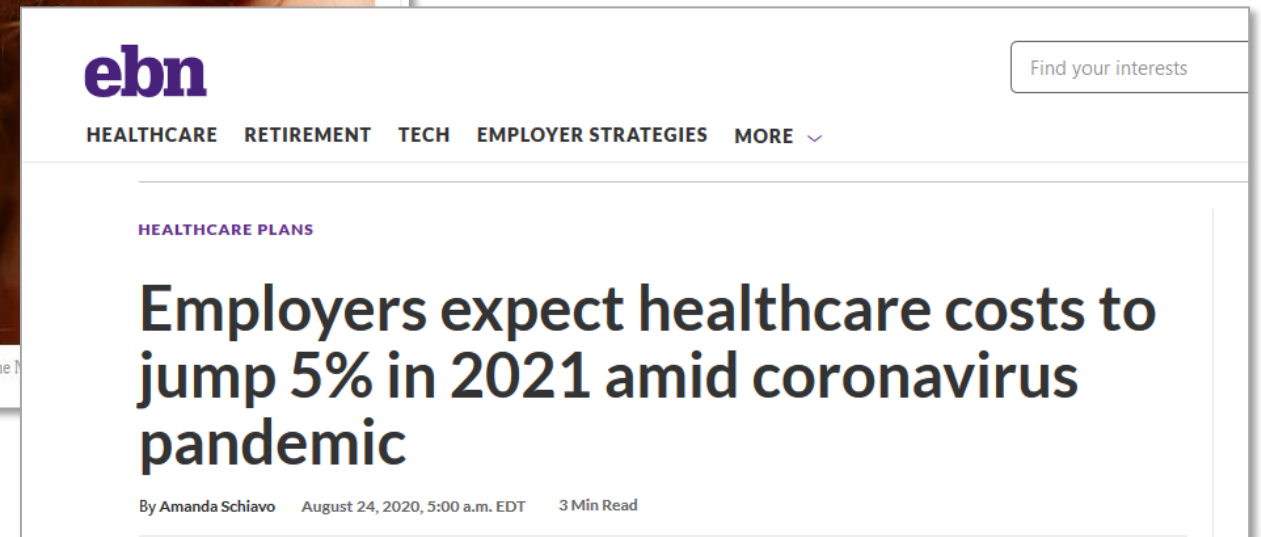 ebn
Find your interests
HEALTHCARE RETIREMENT TECH EMPLOYER STRATEGIES MORE
HEALTHCARE PLANS
Employers expect healthcare costs to
jump 5% in 2021 amid coronavirus
pandemic
By Amanda Schiavo August 24, 2020, 5:00 a.m. EDT 3 Min Read